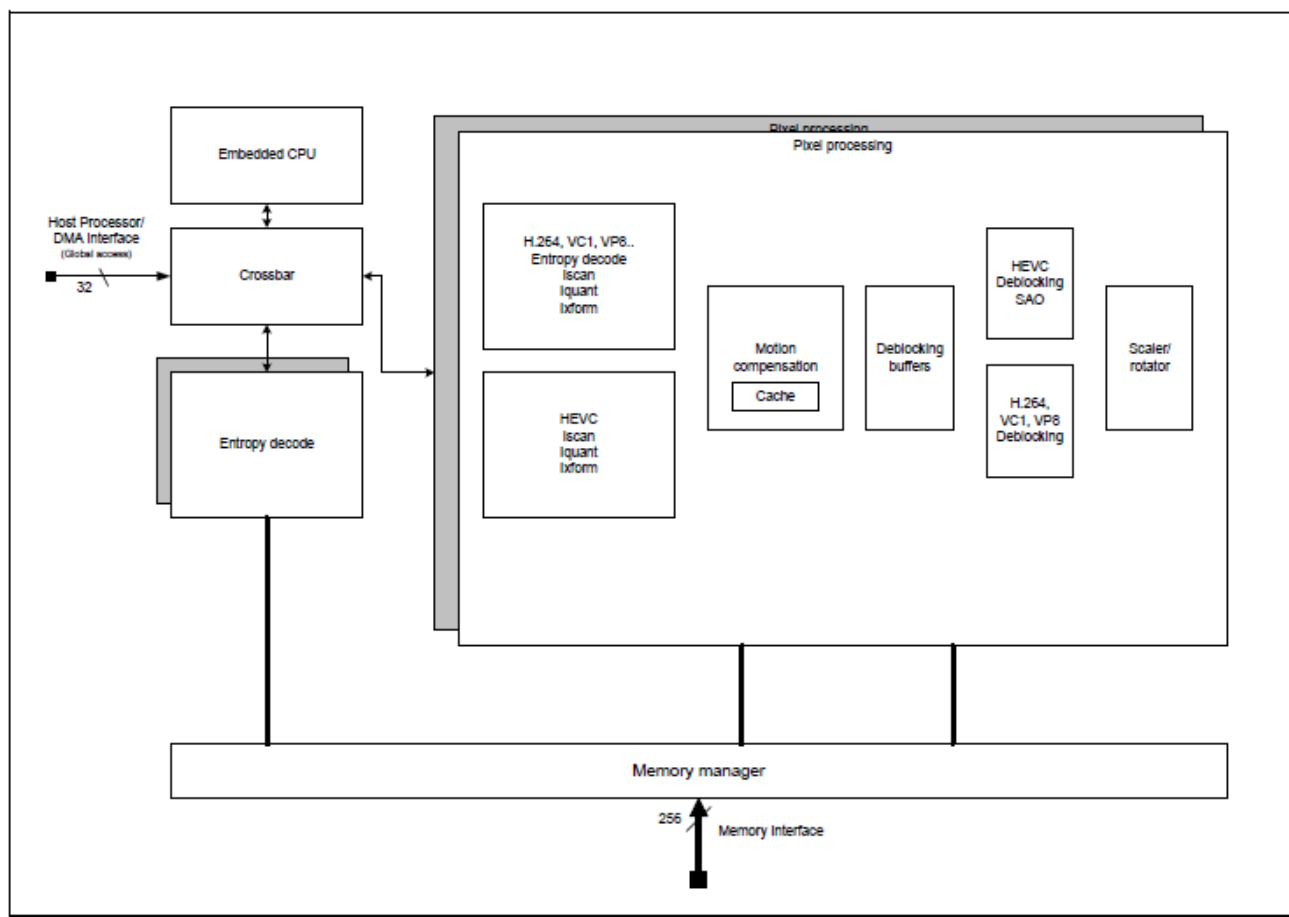 Pixel processing
Pixel processing
Embedded CPU
Host Processor/
DMA Interface
(Global access)
32
Crossbar
Entropy decode
H.264, VC1, VP8..
Entropy decode
Iscan
Iquant
Ixform
HEVC
Iscan
Iquant
Ixform
Motion
compensation
Cache
Deblocking
buffers
HEVC
Deblocking
SAO
H.264,
VC1, VP8
Deblocking
Scaler/
rotator
Memory manager
256
Memory Interface